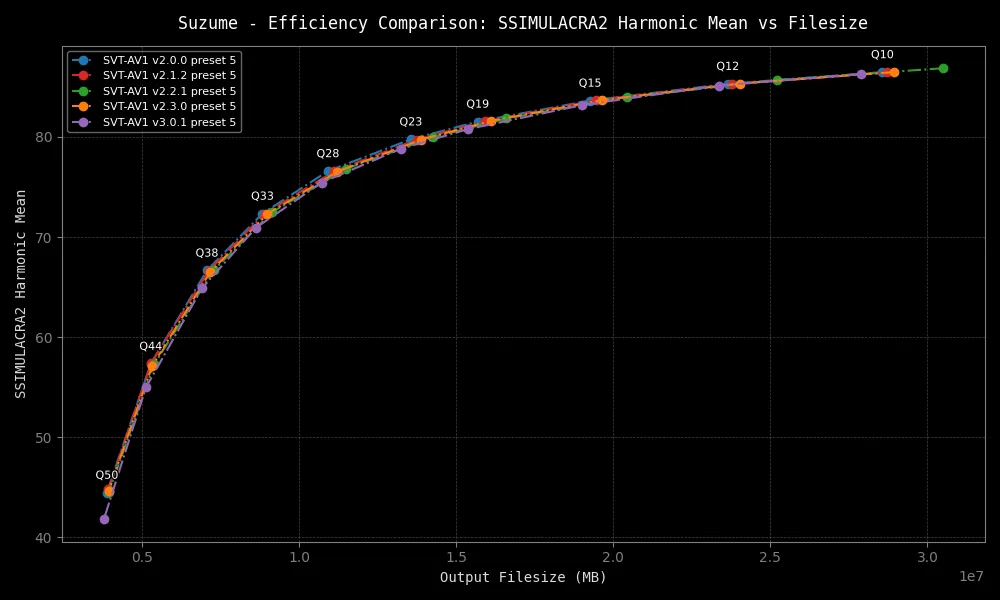 Suzume - Efficiency Comparison: SSIMULACRA2 Harmonic Mean vs Filesize
SVT-AV1 v2.0.0 preset 5
SVT-AV1 v2.1.2 preset 5
SVT-AV1 v2.2.1 preset 5
SVT-AV1 v2.3.0 preset 5
SVT-AV1 v3.0.1 preset 5
Q10
Q12
Q15
Q19
Q23
Q28
Q33
Q38
Q44
Q50
80
70
60
50
40
SSIMULACRA2 Harmonic Mean
0.5
1.0
1.5
2.0
2.5
3.0
1e7
Output Filesize (MB)